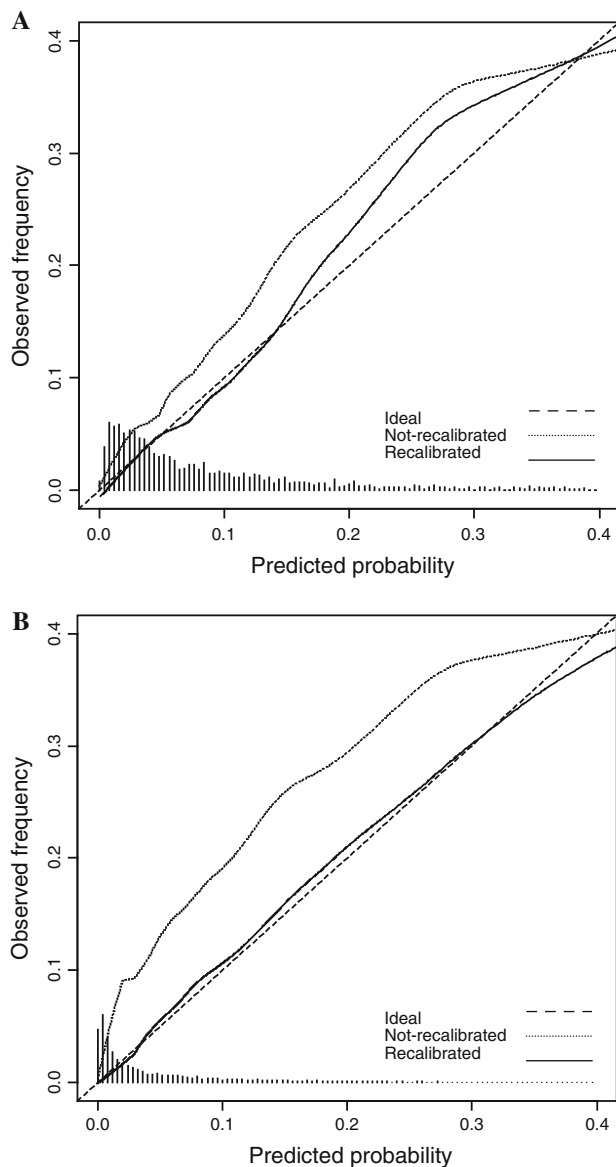 A
Observed frequency
0.4
0.3
0.2
0.1
0.0
Ideal
Not-recalibrated
Recalibrated
0.0 0.1 0.2 0.3 0.4
Predicted probability
B
Observed frequency
0.4
0.3
0.2
0.1
0.0
Ideal
Not-recalibrated
Recalibrated
0.0 0.1 0.2 0.3 0.4
Predicted probability